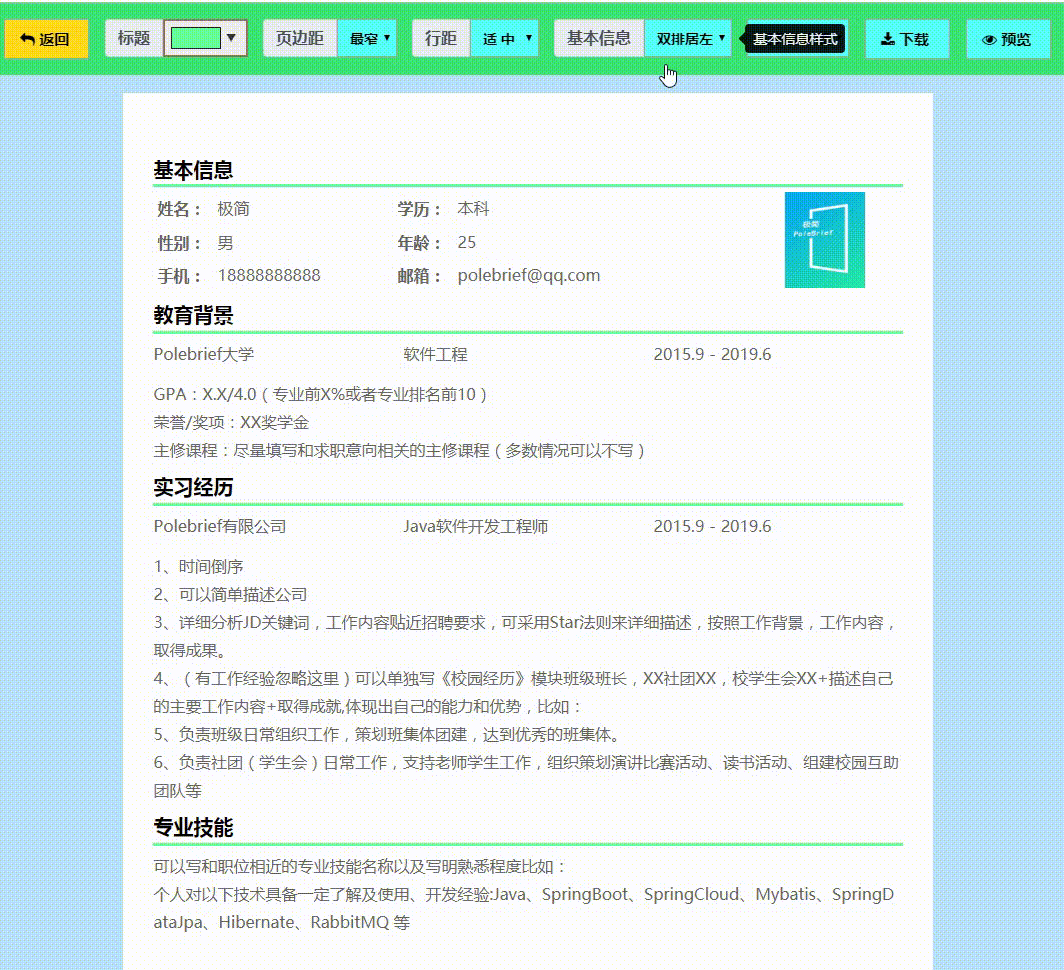 返回 标题 页边距 最窄 行距 适 中 基本信息 双排居左 基本信息样式 下载 预览
基本信息
姓名： 极简 学历： 本科
性别： 男 年龄： 25
手机： 18888888888 邮箱： polebrief@qq.com
极简
PoleBrief
教育背景
Polebrief大学 软件工程 2015.9 - 2019.6
GPA：X.X/4.0（专业前X%或者专业排名前10）
荣誉/奖项：XX奖学金
主修课程：尽量填写和求职意向相关的主修课程（多数情况可以不写）
实习经历
Polebrief有限公司 Java软件开发工程师 2015.9 - 2019.6
1、时间倒序
2、可以简单描述公司
3、详细分析JD关键词，工作内容贴近招聘要求，可采用Star法则来详细描述，按照工作背景，工作内容，
取得成果。
4、（有工作经验忽略这里）可以单独写《校园经历》模块班级班长，XX社团XX，校学生会XX+描述自己
的主要工作内容+取得成就,体现出自己的能力和优势，比如：
5、负责班级日常组织工作，策划班集体团建，达到优秀的班集体。
6、负责社团（学生会）日常工作，支持老师学生工作，组织策划演讲比赛活动、读书活动、组建校园互助
团队等
专业技能
可以写和职位相近的专业技能名称以及写明熟悉程度比如：
个人对以下技术具备一定了解及使用、开发经验:Java、SpringBoot、SpringCloud、Mybatis、SpringD
ataJpa、Hibernate、RabbitMQ 等